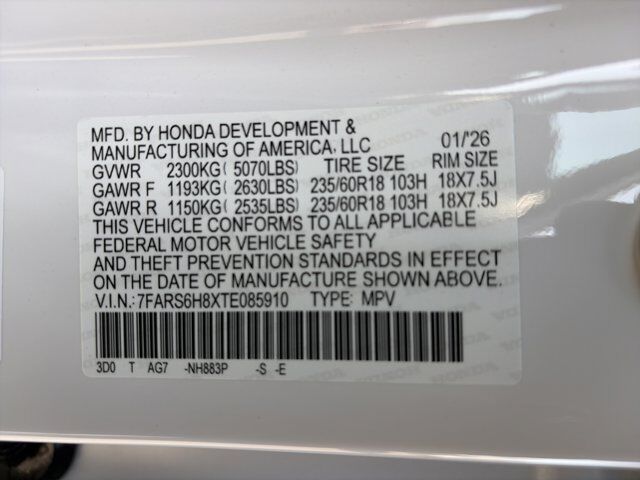 MFD. BY HONDA DEVELOPMENT &
MANUFACTURING OF AMERICA, LLC 01/'26
GVWR 2300KG( 5070LBS) TIRE SIZE RIM SIZE
GAWR F 1193KG( 2630LBS) 235/60R18 103H 18X7.5J
GAWR R 1150KG( 2535LBS) 235/60R18 103H 18X7.5J
THIS VEHICLE CONFORMS TO ALL APPLICABLE
FEDERAL MOTOR VEHICLE SAFETY
AND THEFT PREVENTION STANDARDS IN EFFECT
ON THE DATE OF MANUFACTURE SHOWN ABOVE.
V.I.N.:7FARS6H8XTE085910 TYPE: MPV
3D0 T AG7 -NH883P -S -E